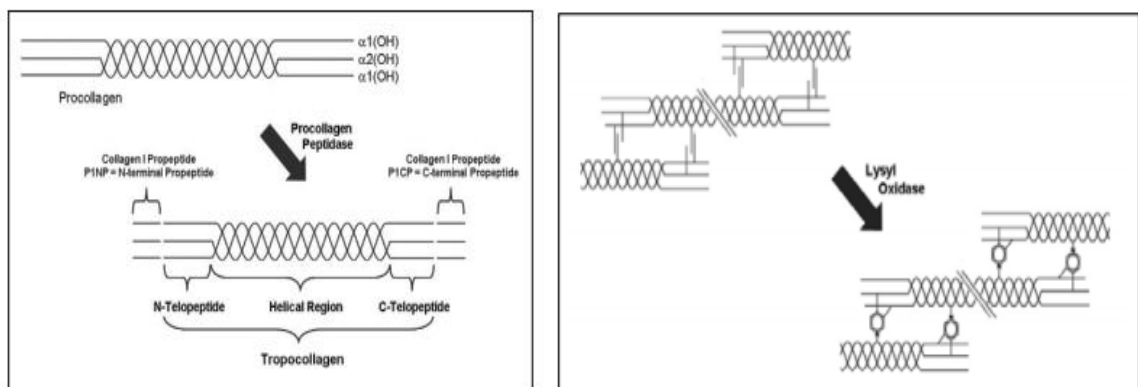 α1(OH)
α2(OH)
α1(OH)
Procollagen
Procollagen
Peptidase
Collagen I Propeptide
P1NP = N-terminal Propeptide
Collagen I Propeptide
P1CP = C-terminal Propeptide
N-Telopeptide
Helical Region
C-Telopeptide
Tropocollagen
Lysyl
Oxidase